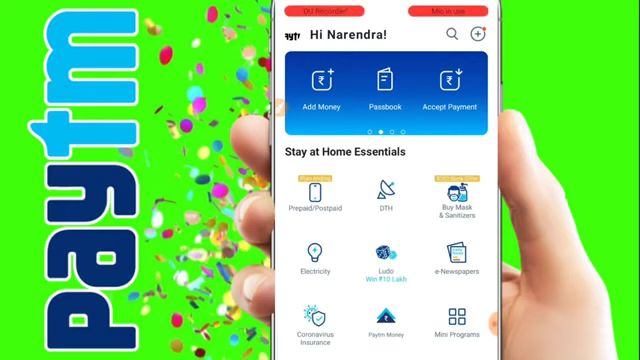 paytm
DU Recorder'
Mic in use
Hi Narendra!
Add Money
Passbook
Accept Payment
Stay at Home Essentials
Prepaid/Postpaid
DTH
Buy Mask
& Sanitizers
Electricity
Ludo
Win ₹10 Lakh
e-Newspapers
Coronavirus
Insurance
Paytm Money
Mini Programs